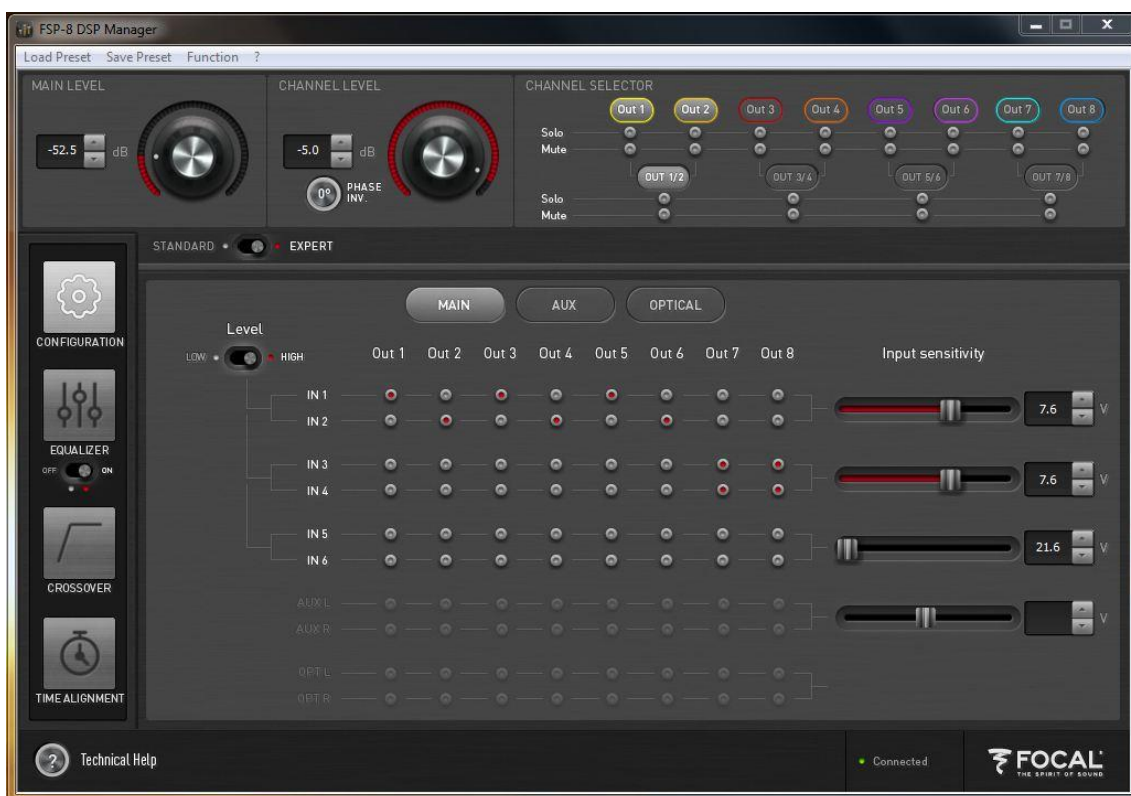 FSP-8 DSP Manager
Load Preset Save Preset Function ?
MAIN LEVEL
-52.5 dB
CHANNEL LEVEL
-5.0 dB
0° PHASE INV.
CHANNEL SELECTOR
Out 1 Out 2 Out 3 Out 4 Out 5 Out 6 Out 7 Out 8
Solo
Mute
OUT 1/2 OUT 3/4 OUT 5/6 OUT 7/8
Solo
Mute
STANDARD EXPERT
CONFIGURATION
EQUALIZER
OFF ON
CROSSOVER
TIME ALIGNMENT
MAIN AUX OPTICAL
Level
LOW HIGH
Out 1 Out 2 Out 3 Out 4 Out 5 Out 6 Out 7 Out 8 Input sensitivity
IN 1
IN 2
7.6 V
IN 3
IN 4
7.6 V
IN 5
IN 6
21.6 V
AUX L
AUX R
V
OPT L
OPT R
? Technical Help
Connected
FOCAL
THE SPIRIT OF SOUND